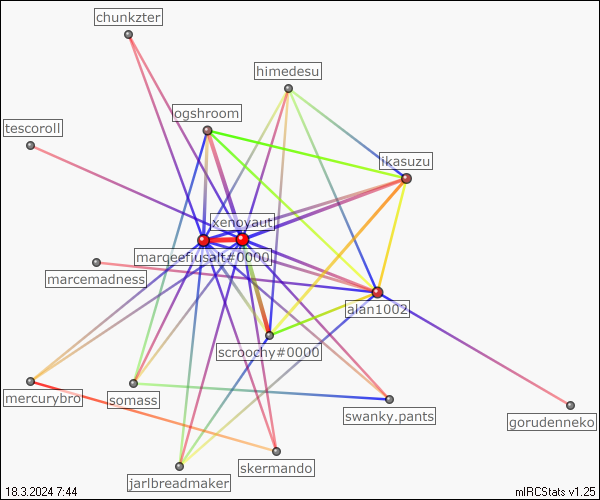 chunkzter
himedesu
ogshroom
tescoroll
ikasuzu
xenoyaut
marqeefiusalt#0000
marcemadness
alan1002
scroochy#0000
mercurybro
somass
swanky.pants
gorudenneko
skermando
jarlbreadmaker
18.3.2024 7:44
mIRCStats v1.25